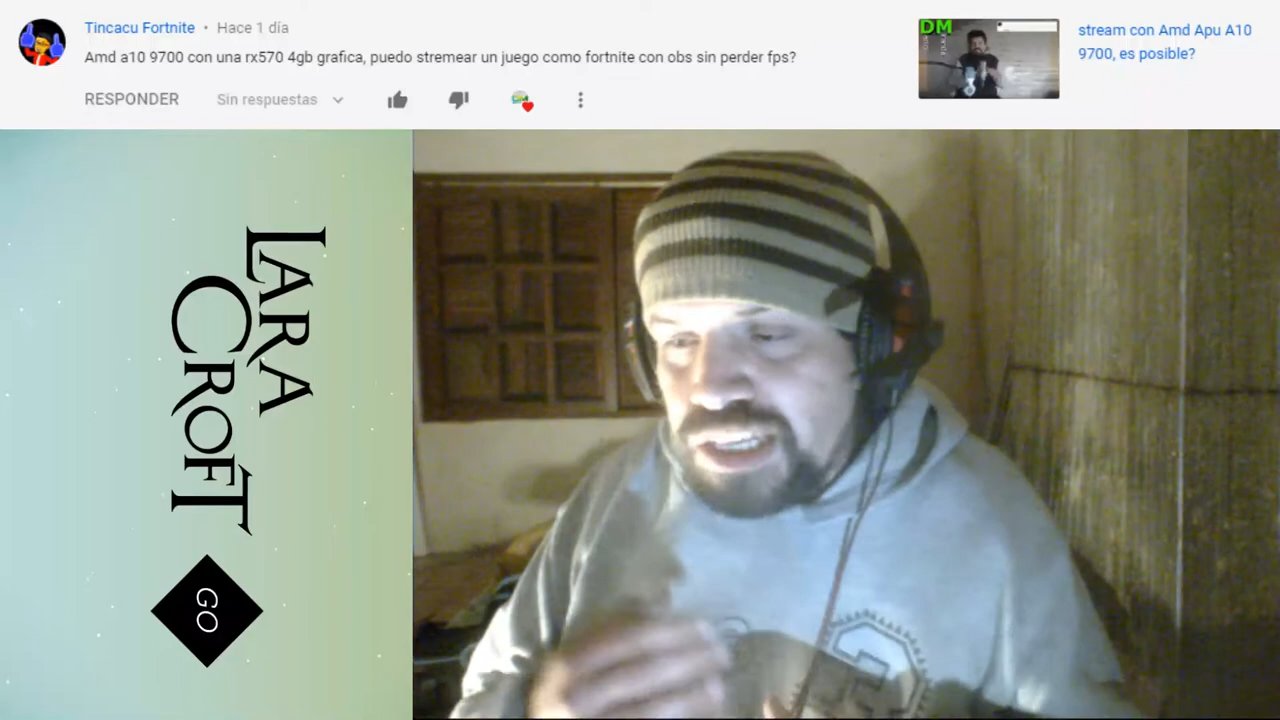 Tincacu Fortnite • Hace 1 día
Amd a10 9700 con una rx570 4gb grafica, puedo stremear un juego como fortnite con obs sin perder fps?
RESPONDER Sin respuestas
DM
stream con Amd Apu A10
9700, es posible?
LARA
CROFT
GO